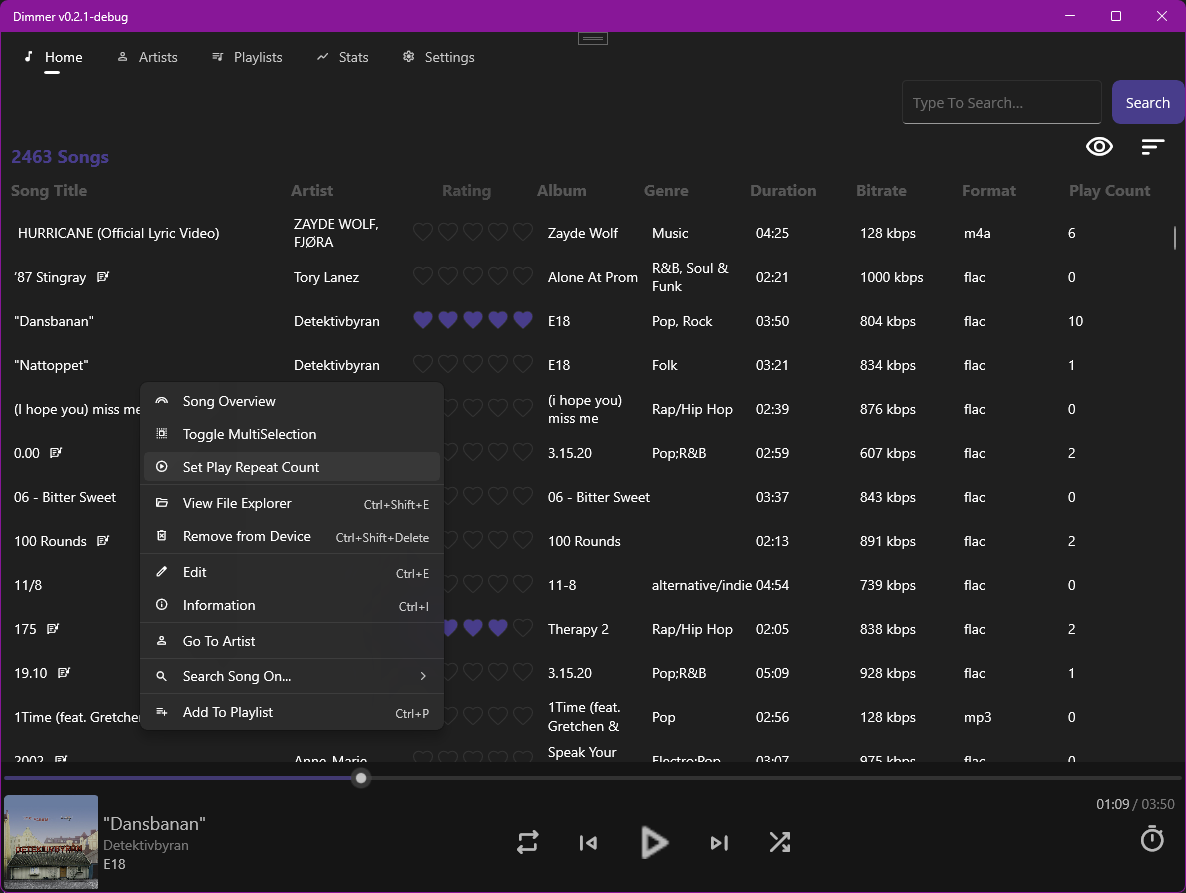 Dimmer v0.2.1-debug
Home Artists Playlists Stats Settings
Type To Search... Search
2463 Songs
Song Title Artist Rating Album Genre Duration Bitrate Format Play Count
HURRICANE (Official Lyric Video) ZAYDE WOLF, FJØRA Zayde Wolf Music 04:25 128 kbps m4a 6
'87 Stingray Tory Lanez Alone At Prom R&B, Soul & Funk 02:21 1000 kbps flac 0
"Dansbanan" Detektivbyran E18 Pop, Rock 03:50 804 kbps flac 10
"Nattoppet" Detektivbyran E18 Folk 03:21 834 kbps flac 1
(I hope you) miss me (i hope you) miss me Rap/Hip Hop 02:39 876 kbps flac 0
0.00 3.15.20 Pop;R&B 02:59 607 kbps flac 2
06 - Bitter Sweet 06 - Bitter Sweet 03:37 843 kbps flac 0
100 Rounds 100 Rounds 02:13 891 kbps flac 2
11/8 11-8 alternative/indie 04:54 739 kbps flac 0
175 Therapy 2 Rap/Hip Hop 02:05 838 kbps flac 2
19.10 3.15.20 Pop;R&B 05:09 928 kbps flac 1
1Time (feat. Gretchen 1Time (feat. Gretchen & Pop 02:56 128 kbps mp3 0
2002 Anne-Marie Speak Your Electro;Pop 03:07 975 kbps flac 0
Song Overview
Toggle MultiSelection
Set Play Repeat Count
View File Explorer Ctrl+Shift+E
Remove from Device Ctrl+Shift+Delete
Edit Ctrl+E
Information Ctrl+I
Go To Artist
Search Song On...
Add To Playlist Ctrl+P
01:09 / 03:50
"Dansbanan"
Detektivbyran
E18